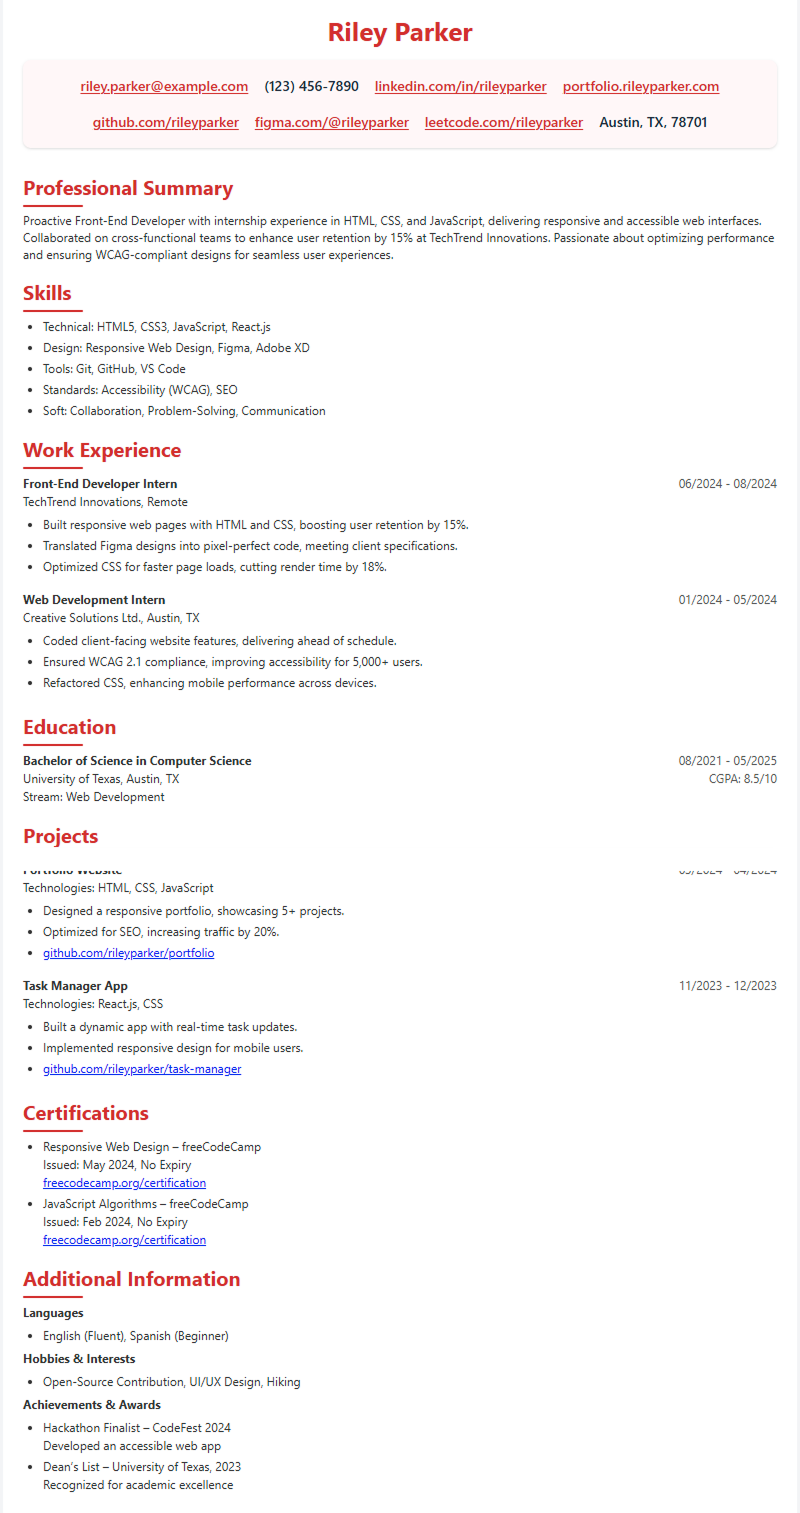 Riley Parker
riley.parker@example.com (123) 456-7890 linkedin.com/in/rileyparker portfolio.rileyparker.com
github.com/rileyparker figma.com/@rileyparker leetcode.com/rileyparker Austin, TX, 78701
Professional Summary
Proactive Front-End Developer with internship experience in HTML, CSS, and JavaScript, delivering responsive and accessible web interfaces.
Collaborated on cross-functional teams to enhance user retention by 15% at TechTrend Innovations. Passionate about optimizing performance
and ensuring WCAG-compliant designs for seamless user experiences.
Skills
• Technical: HTML5, CSS3, JavaScript, React.js
• Design: Responsive Web Design, Figma, Adobe XD
• Tools: Git, GitHub, VS Code
• Standards: Accessibility (WCAG), SEO
• Soft: Collaboration, Problem-Solving, Communication
Work Experience
Front-End Developer Intern 06/2024 - 08/2024
TechTrend Innovations, Remote
• Built responsive web pages with HTML and CSS, boosting user retention by 15%.
• Translated Figma designs into pixel-perfect code, meeting client specifications.
• Optimized CSS for faster page loads, cutting render time by 18%.
Web Development Intern 01/2024 - 05/2024
Creative Solutions Ltd., Austin, TX
• Coded client-facing website features, delivering ahead of schedule.
• Ensured WCAG 2.1 compliance, improving accessibility for 5,000+ users.
• Refactored CSS, enhancing mobile performance across devices.
Education
Bachelor of Science in Computer Science 08/2021 - 05/2025
University of Texas, Austin, TX CGPA: 8.5/10
Stream: Web Development
Projects
Portfolio Website
Technologies: HTML, CSS, JavaScript
• Designed a responsive portfolio, showcasing 5+ projects.
• Optimized for SEO, increasing traffic by 20%.
• github.com/rileyparker/portfolio
Task Manager App 11/2023 - 12/2023
Technologies: React.js, CSS
• Built a dynamic app with real-time task updates.
• Implemented responsive design for mobile users.
• github.com/rileyparker/task-manager
Certifications
• Responsive Web Design – freeCodeCamp
Issued: May 2024, No Expiry
freecodecamp.org/certification
• JavaScript Algorithms – freeCodeCamp
Issued: Feb 2024, No Expiry
freecodecamp.org/certification
Additional Information
Languages
• English (Fluent), Spanish (Beginner)
Hobbies & Interests
• Open-Source Contribution, UI/UX Design, Hiking
Achievements & Awards
• Hackathon Finalist – CodeFest 2024
Developed an accessible web app
• Dean’s List – University of Texas, 2023
Recognized for academic excellence